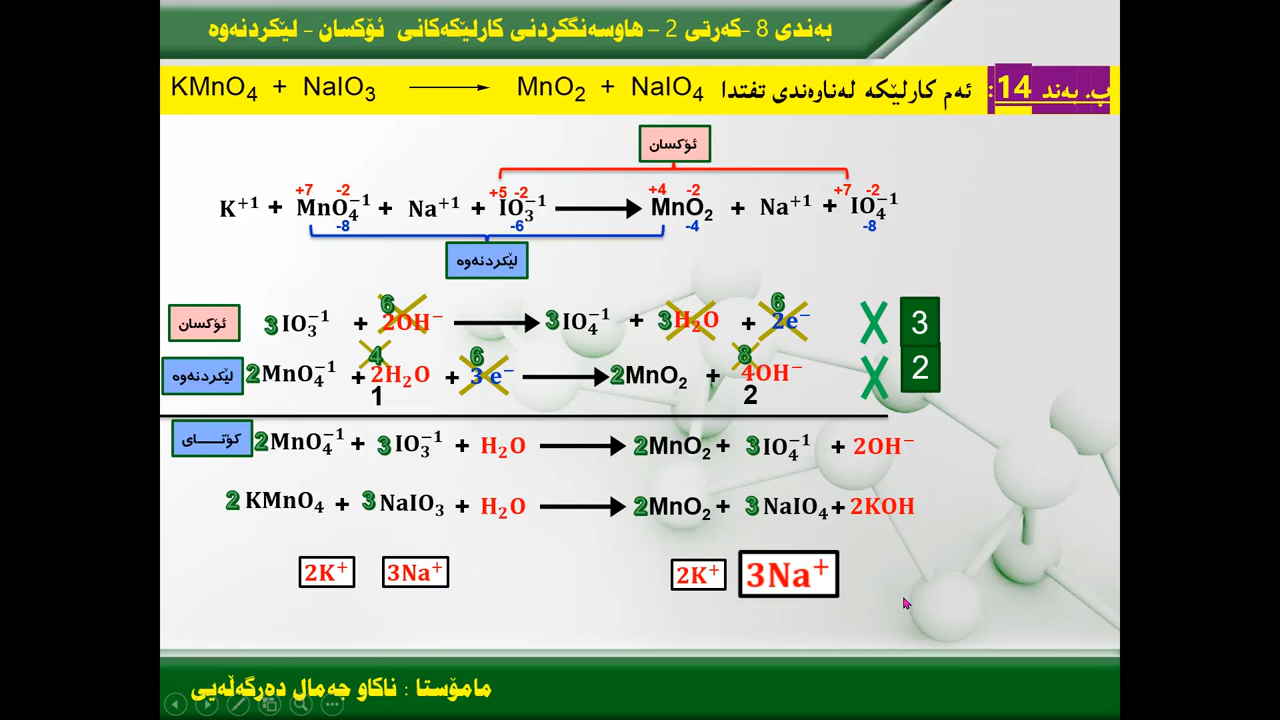 بەندی 8 –کەرتی 2 – هاوسەنگکردنی کارلێکەکانی ئۆکسان – لێکردنەوە
پ. بەند 14: ئەم کارلێکە لەناوەندی تفتدا KMnO₄ + NaIO₃ ⟶ MnO₂ + NaIO₄
ئۆکسان
+7 -2 +5 -2 +4 -2 +7 -2
K⁺¹ + MnO₄⁻¹ + Na⁺¹ + IO₃⁻¹ ⟶ MnO₂ + Na⁺¹ + IO₄⁻¹
-8 -6 -4 -8
لێکردنەوە
6 6
ئۆکسان 3IO₃⁻¹ + 2OH⁻ ⟶ 3IO₄⁻¹ + 3H₂O + 2e⁻ X 3
4 6 8
لێکردنەوە 2MnO₄⁻¹ + 2H₂O + 3 e⁻ ⟶ 2MnO₂ + 4OH⁻ X 2
1 2
کۆتــــای 2MnO₄⁻¹ + 3IO₃⁻¹ + H₂O ⟶ 2MnO₂ + 3IO₄⁻¹ + 2OH⁻
2KMnO₄ + 3NaIO₃ + H₂O ⟶ 2MnO₂ + 3NaIO₄ + 2KOH
2K⁺ 3Na⁺ 2K⁺ 3Na⁺
مامۆستا : ناکاو جەمال دەرگەڵەیی